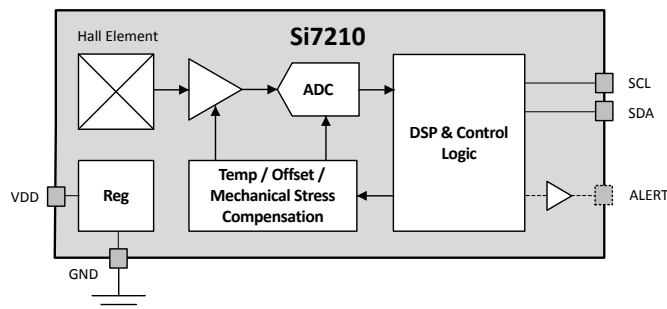 Si7210
Hall Element
ADC
SCL
SDA
DSP & Control
Logic
Temp / Offset /
Mechanical Stress
Compensation
VDD
Reg
ALERT
GND